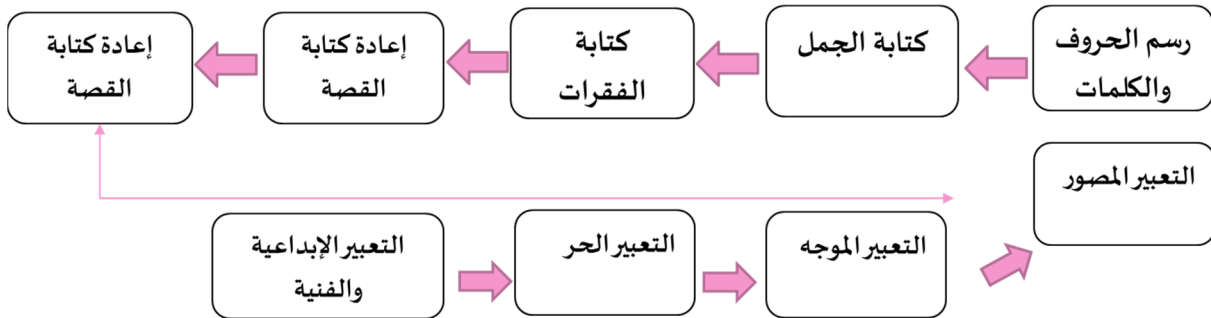 رسم الحروف
والكلمات
كتابة الجمل
كتابة
الفقرات
إعادة كتابة
القصة
إعادة كتابة
القصة
التعبير المصور
التعبير الموجه
التعبير الحر
التعبير الإبداعية
والفنية